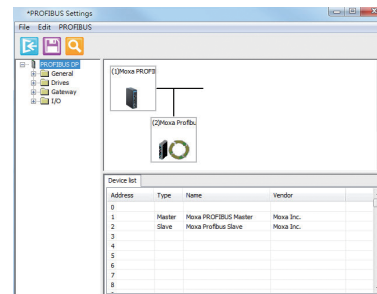 *PROFIBUS Settings
File Edit PROFIBUS
PROFIBUS DP
General
Drives
Gateway
I/O
(1)Moxa PROFI
(2)Moxa Profibu
Device list
Address Type Name Vendor
0
1 Master Moxa PROFIBUS Master Moxa Inc.
2 Slave Moxa Profibus Slave Moxa Inc.
3
4
5
6
7
8